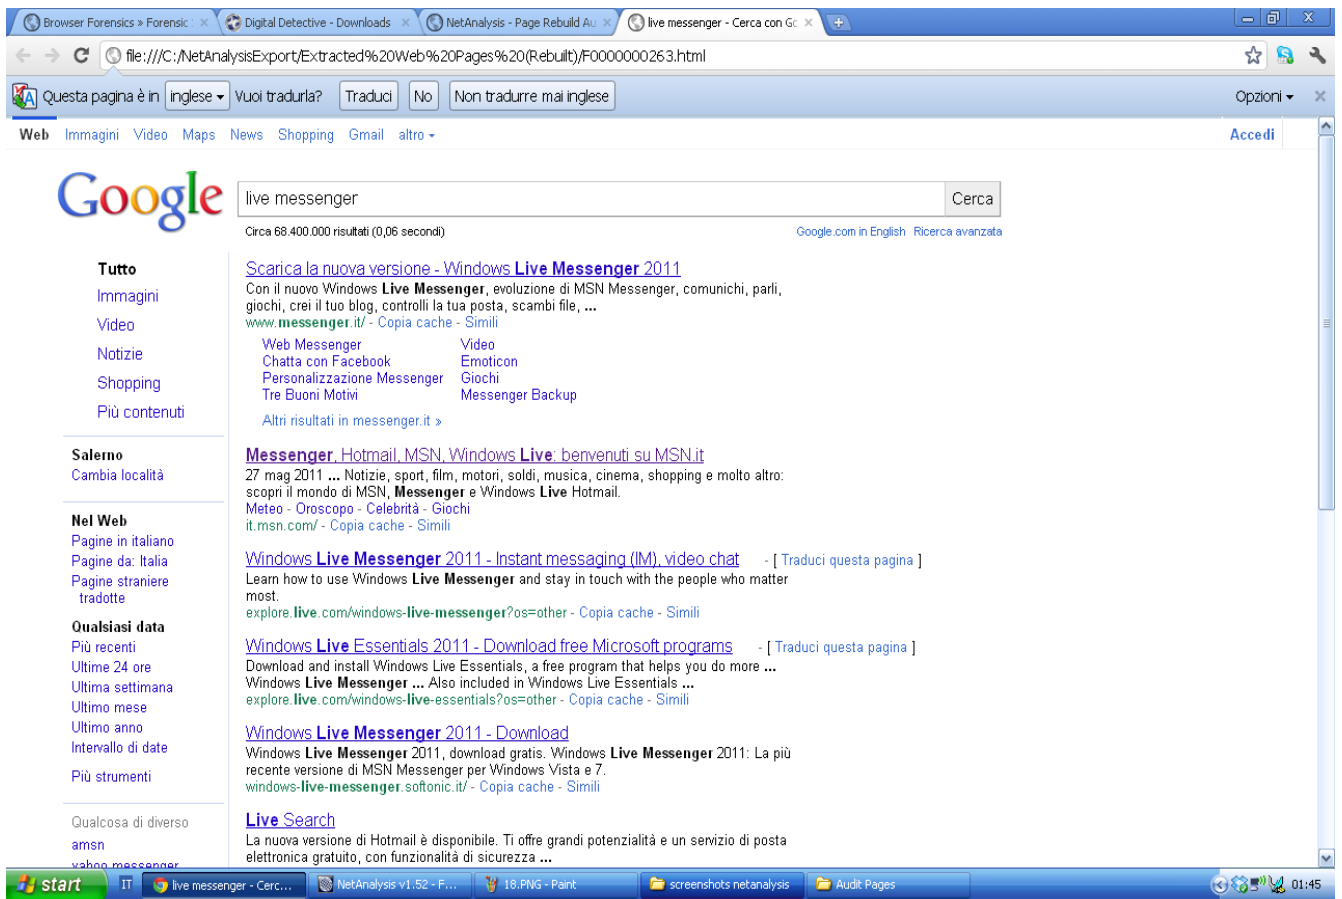 Browser Forensics » Forensic
Digital Detective - Downloads
NetAnalysis - Page Rebuild Au
live messenger - Cerca con Go
file:///C:/NetAnalysisExport/Extracted%20Web%20Pages%20(Rebuilt)/F0000000263.html
Questa pagina è in inglese Vuoi tradurla? Traduci No Non tradurre mai inglese Opzioni
Web Immagini Video Maps News Shopping Gmail altro Accedi
Google live messenger Cerca
Circa 68.400.000 risultati (0,06 secondi) Google.com in English Ricerca avanzata
Tutto
Immagini
Video
Notizie
Shopping
Più contenuti
Salerno
Cambia località
Nel Web
Pagine in italiano
Pagine da: Italia
Pagine straniere
tradotte
Qualsiasi data
Più recenti
Ultime 24 ore
Ultima settimana
Ultimo mese
Ultimo anno
Intervallo di date
Più strumenti
Qualcosa di diverso
amsn
yahoo messenger
Scarica la nuova versione - Windows Live Messenger 2011
Con il nuovo Windows Live Messenger, evoluzione di MSN Messenger, comunichi, parli,
giochi, crei il tuo blog, controlli la tua posta, scambi file, ...
www.messenger.it/ - Copia cache - Simili
Web Messenger Video
Chatta con Facebook Emoticon
Personalizzazione Messenger Giochi
Tre Buoni Motivi Messenger Backup
Altri risultati in messenger.it »
Messenger, Hotmail, MSN, Windows Live: benvenuti su MSN.it
27 mag 2011 ... Notizie, sport, film, motori, soldi, musica, cinema, shopping e molto altro:
scopri il mondo di MSN, Messenger e Windows Live Hotmail.
Meteo - Oroscopo - Celebrità - Giochi
it.msn.com/ - Copia cache - Simili
Windows Live Messenger 2011 - Instant messaging (IM), video chat - [ Traduci questa pagina ]
Learn how to use Windows Live Messenger and stay in touch with the people who matter
most.
explore.live.com/windows-live-messenger?os=other - Copia cache - Simili
Windows Live Essentials 2011 - Download free Microsoft programs - [ Traduci questa pagina ]
Download and install Windows Live Essentials, a free program that helps you do more ...
Windows Live Messenger ... Also included in Windows Live Essentials ...
explore.live.com/windows-live-essentials?os=other - Copia cache - Simili
Windows Live Messenger 2011 - Download
Windows Live Messenger 2011, download gratis. Windows Live Messenger 2011: La più
recente versione di MSN Messenger per Windows Vista e 7.
windows-live-messenger.softonic.it/ - Copia cache - Simili
Live Search
La nuova versione di Hotmail è disponibile. Ti offre grandi potenzialità e un servizio di posta
elettronica gratuito, con funzionalità di sicurezza ...
start IT live messenger - Cerc... NetAnalysis v1.52 - F... 18.PNG - Paint screenshots netanalysis Audit Pages 01:45